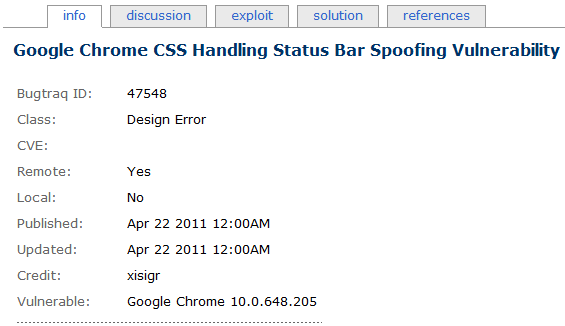 info discussion exploit solution references
Google Chrome CSS Handling Status Bar Spoofing Vulnerability
Bugtraq ID: 47548
Class: Design Error
CVE:
Remote: Yes
Local: No
Published: Apr 22 2011 12:00AM
Updated: Apr 22 2011 12:00AM
Credit: xisigr
Vulnerable: Google Chrome 10.0.648.205